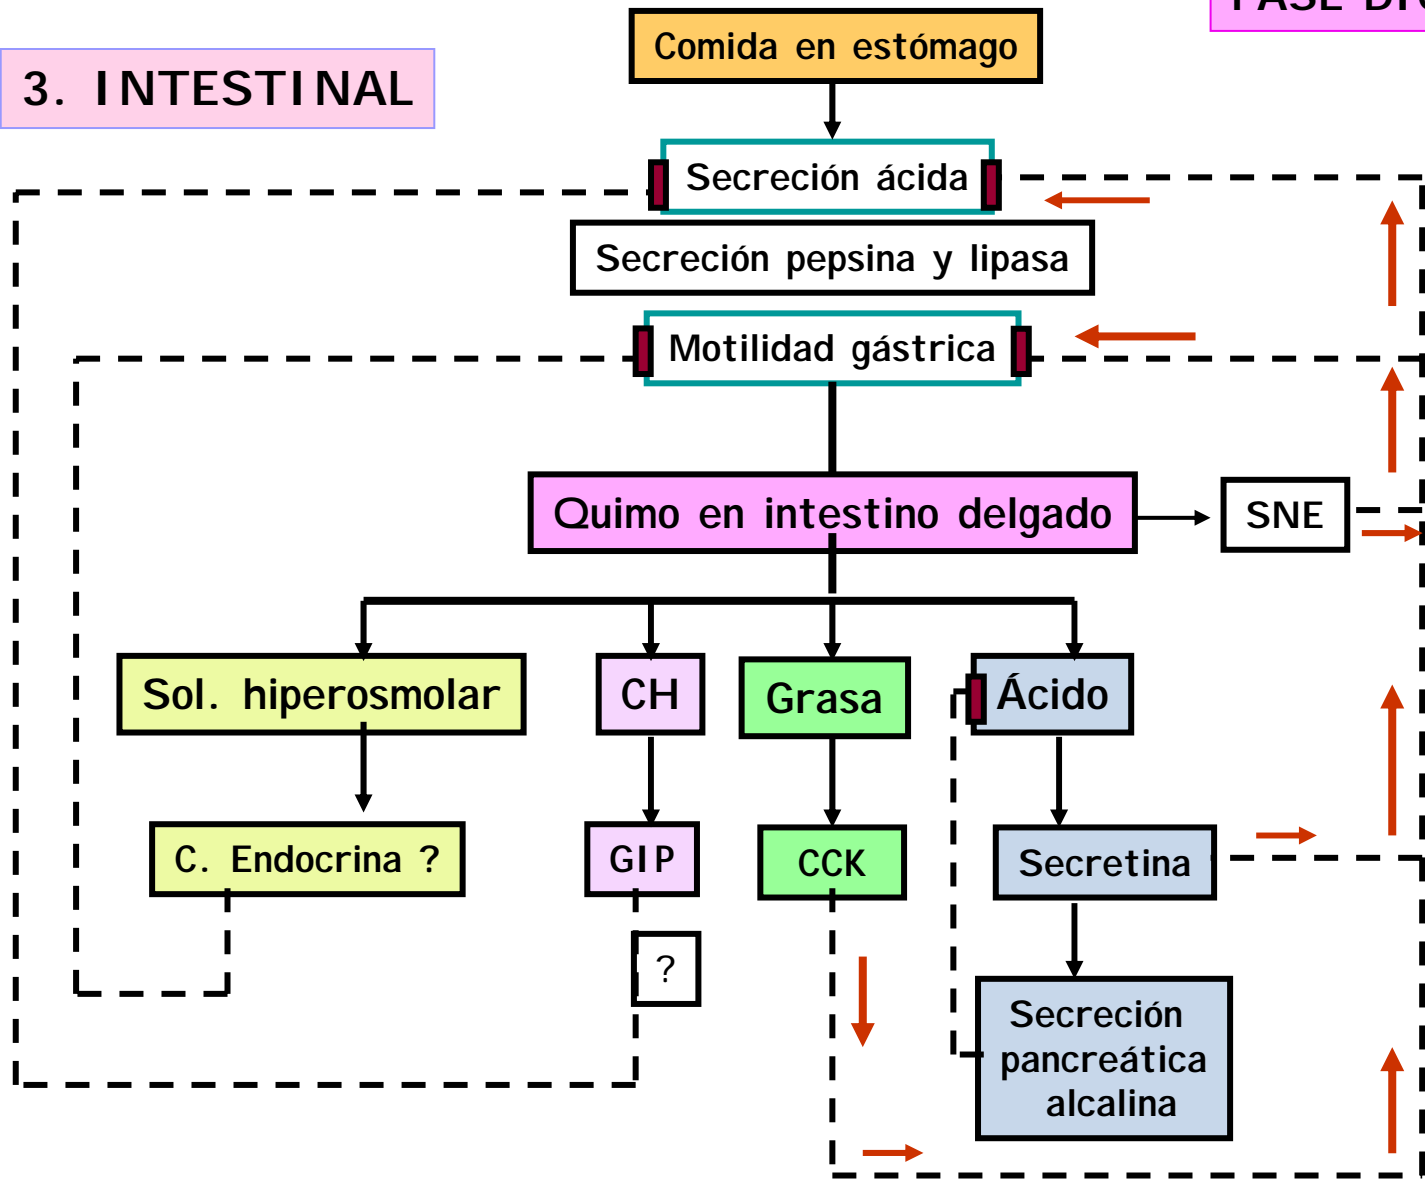 FASE
Comida en estómago
3. INTESTINAL
Secreción ácida
Secreción pepsina y lipasa
Motilidad gástrica
Quimo en intestino delgado
SNE
Sol. hiperosmolar
CH
Grasa
Ácido
C. Endocrina ?
GIP
CCK
Secretina
?
Secreción
pancreática
alcalina